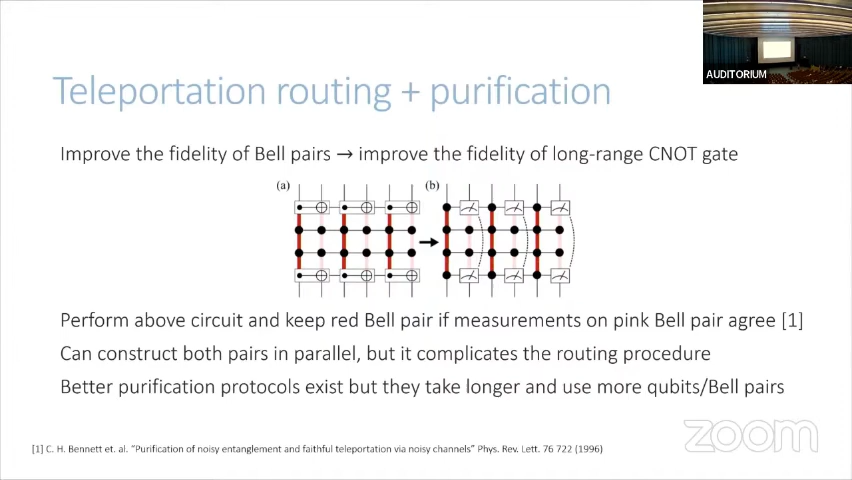 AUDITORIUM
Teleportation routing + purification
Improve the fidelity of Bell pairs → improve the fidelity of long-range CNOT gate
(a) (b)
Perform above circuit and keep red Bell pair if measurements on pink Bell pair agree [1]
Can construct both pairs in parallel, but it complicates the routing procedure
Better purification protocols exist but they take longer and use more qubits/Bell pairs
zoom
[1] C. H. Bennett et. al. "Purification of noisy entanglement and faithful teleportation via noisy channels" Phys. Rev. Lett. 76 722 (1996)